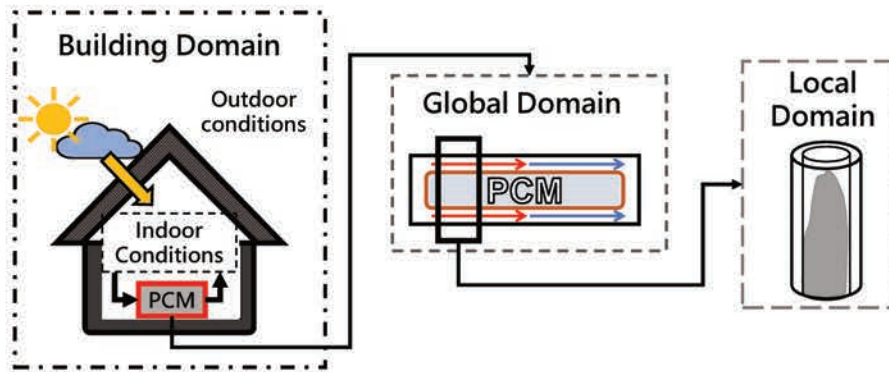 Building Domain
Outdoor
conditions
Indoor
Conditions
PCM
Global Domain
PCM
Local
Domain